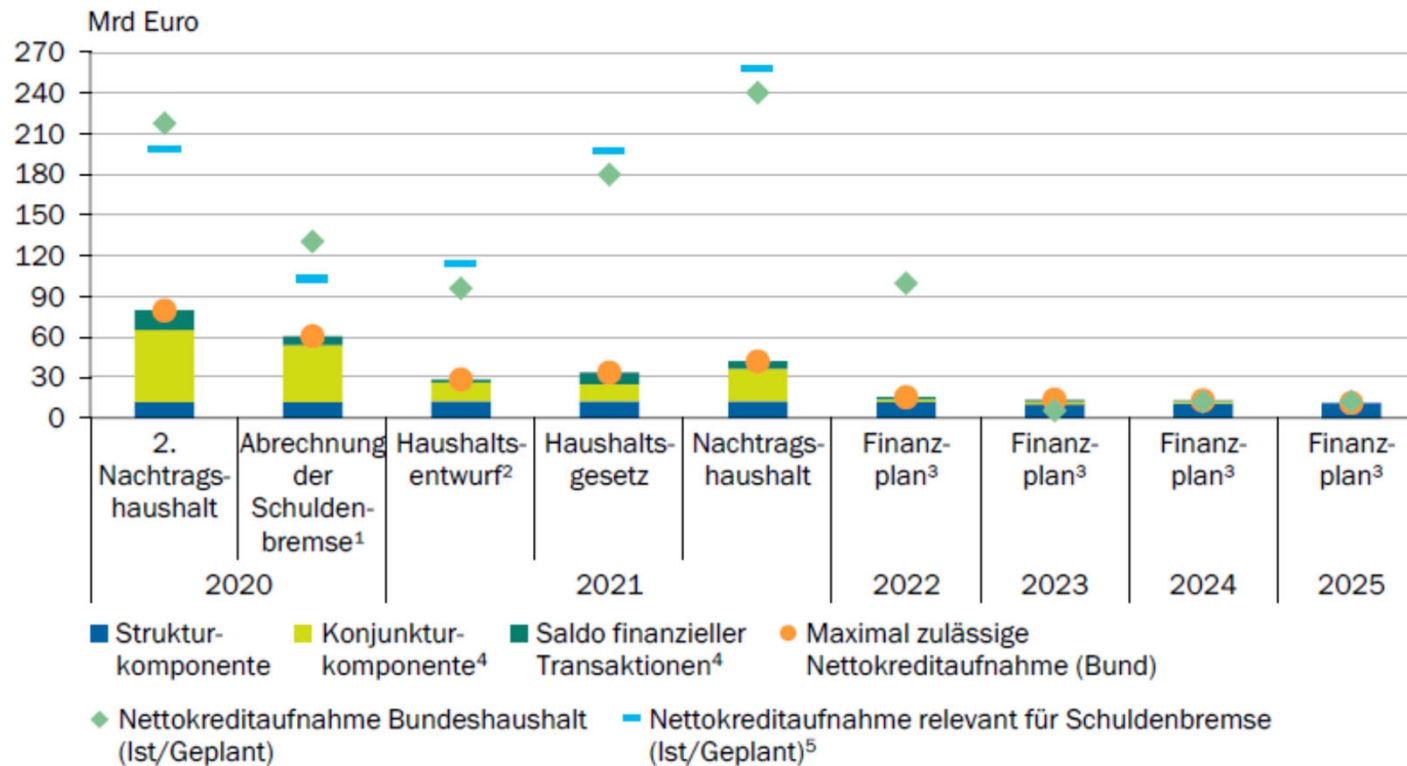 Mrd Euro
270
240
210
180
150
120
90
60
30
0
2.
Nachtrags-
haushalt
Abrechnung
der
Schulden-
bremse¹
Haushalts-
entwurf²
Haushalts-
gesetz
Nachtrags-
haushalt
Finanz-
plan³
Finanz-
plan³
Finanz-
plan³
Finanz-
plan³
2020
2021
2022
2023
2024
2025
Struktur-
komponente
Konjunktur-
komponente⁴
Saldo finanzieller
Transaktionen⁴
Maximal zulässige
Nettokreditaufnahme (Bund)
Nettokreditaufnahme Bundeshaushalt
(Ist/Geplant)
Nettokreditaufnahme relevant für Schuldenbremse
(Ist/Geplant)⁵